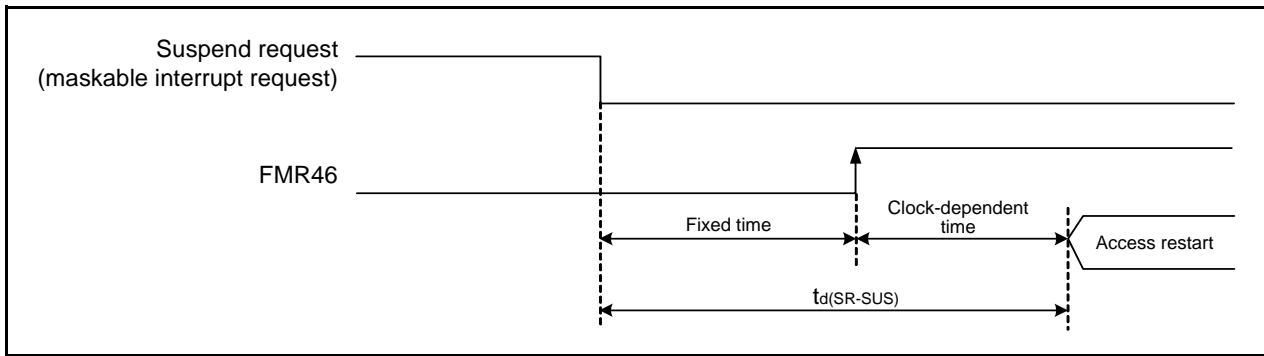 Suspend request
(maskable interrupt request)
FMR46
Fixed time
Clock-dependent
time
Access restart
td(SR-SUS)